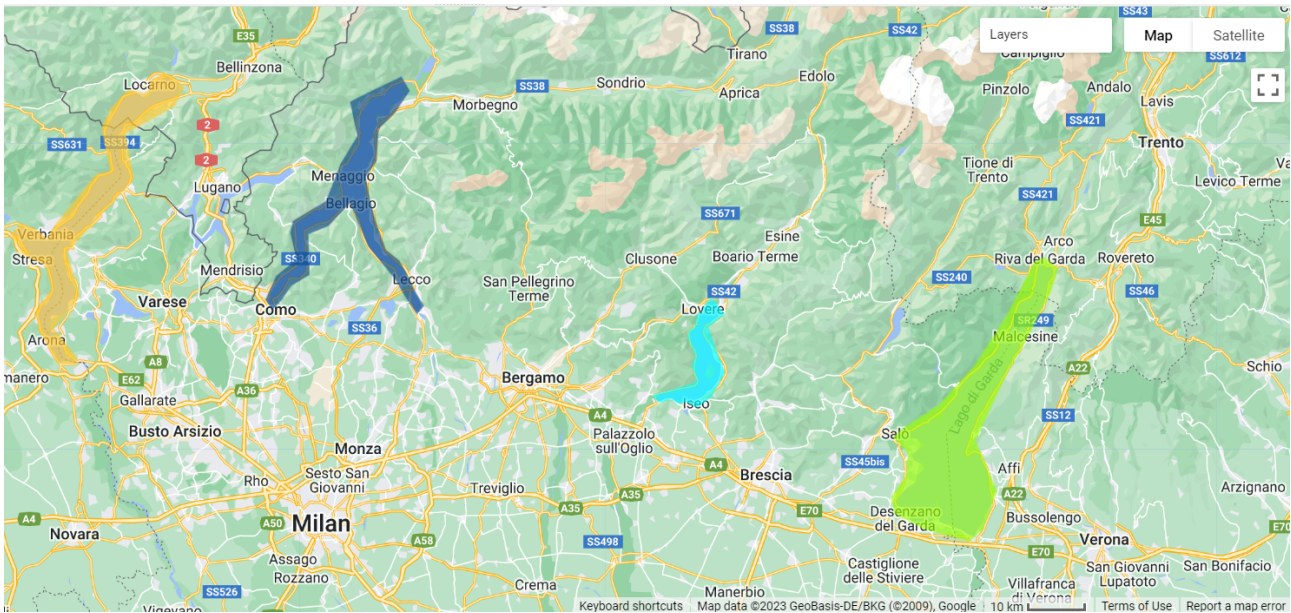 SS43
SS38
SS42
Campiglio
Layers
Map
Satellite
SS612
E35
Bellinzona
Tirano
Edolo
Locarno
Sondrio
Aprica
Pinzolo
Andalo
Morbegno
SS38
Lavis
2
SS421
SS631
SS394
Trento
2
Tione di
Trento
Lugano
Menaggio
Levico Terme
SS421
Bellagio
SS671
E45
Verbania
Esine
Arco
Stresa
SS340
Clusone
Boario Terme
Riva del Garda
Rovereto
Mendrisio
Lecco
San Pellegrino
Terme
SS240
SS42
SS46
Varese
Como
Lovere
SR249
SS36
Malcesine
Arona
A8
A22
Schio
manero
E62
Bergamo
A36
Lago di Garda
Gallarate
Iseo
A4
SS12
Busto Arsizio
Palazzolo
sull'Oglio
Salò
Monza
SS45bis
A4
Affi
Sesto San
Giovanni
Brescia
Rho
Treviglio
A35
A35
A22
Arzignano
A4
A50
Milan
E70
Desenzano
del Garda
Bussolengo
E70
Novara
A58
SS498
Verona
E70
Assago
Castiglione
delle Stiviere
San Giovanni
Lupatoto
San Bonifacio
Rozzano
Crema
SS526
Manerbio
Villafranca
di Verona
Vigevano
Keyboard shortcuts
Map data ©2023 GeoBasis-DE/BKG (©2009), Google
10 km
Terms of Use
Report a map error